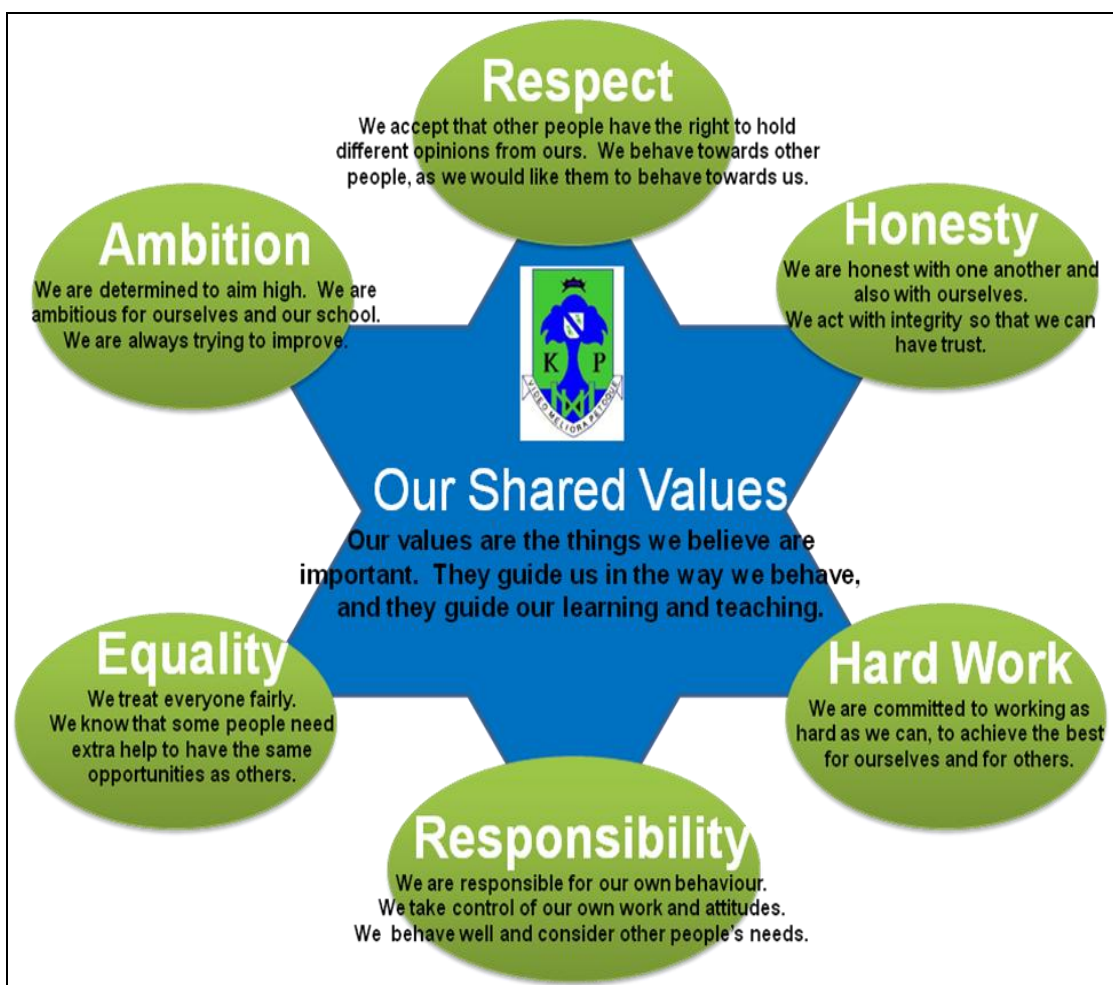 Respect
We accept that other people have the right to hold
different opinions from ours. We behave towards other
people, as we would like them to behave towards us.
Ambition
We are determined to aim high. We are
ambitious for ourselves and our school.
We are always trying to improve.
Honesty
We are honest with one another and
also with ourselves.
We act with integrity so that we can
have trust.
K P
VIDEO MELIORA PETOQUE
Our Shared Values
Our values are the things we believe are
important. They guide us in the way we behave,
and they guide our learning and teaching.
Equality
We treat everyone fairly.
We know that some people need
extra help to have the same
opportunities as others.
Hard Work
We are committed to working as
hard as we can, to achieve the best
for ourselves and for others.
Responsibility
We are responsible for our own behaviour.
We take control of our own work and attitudes.
We behave well and consider other people's needs.